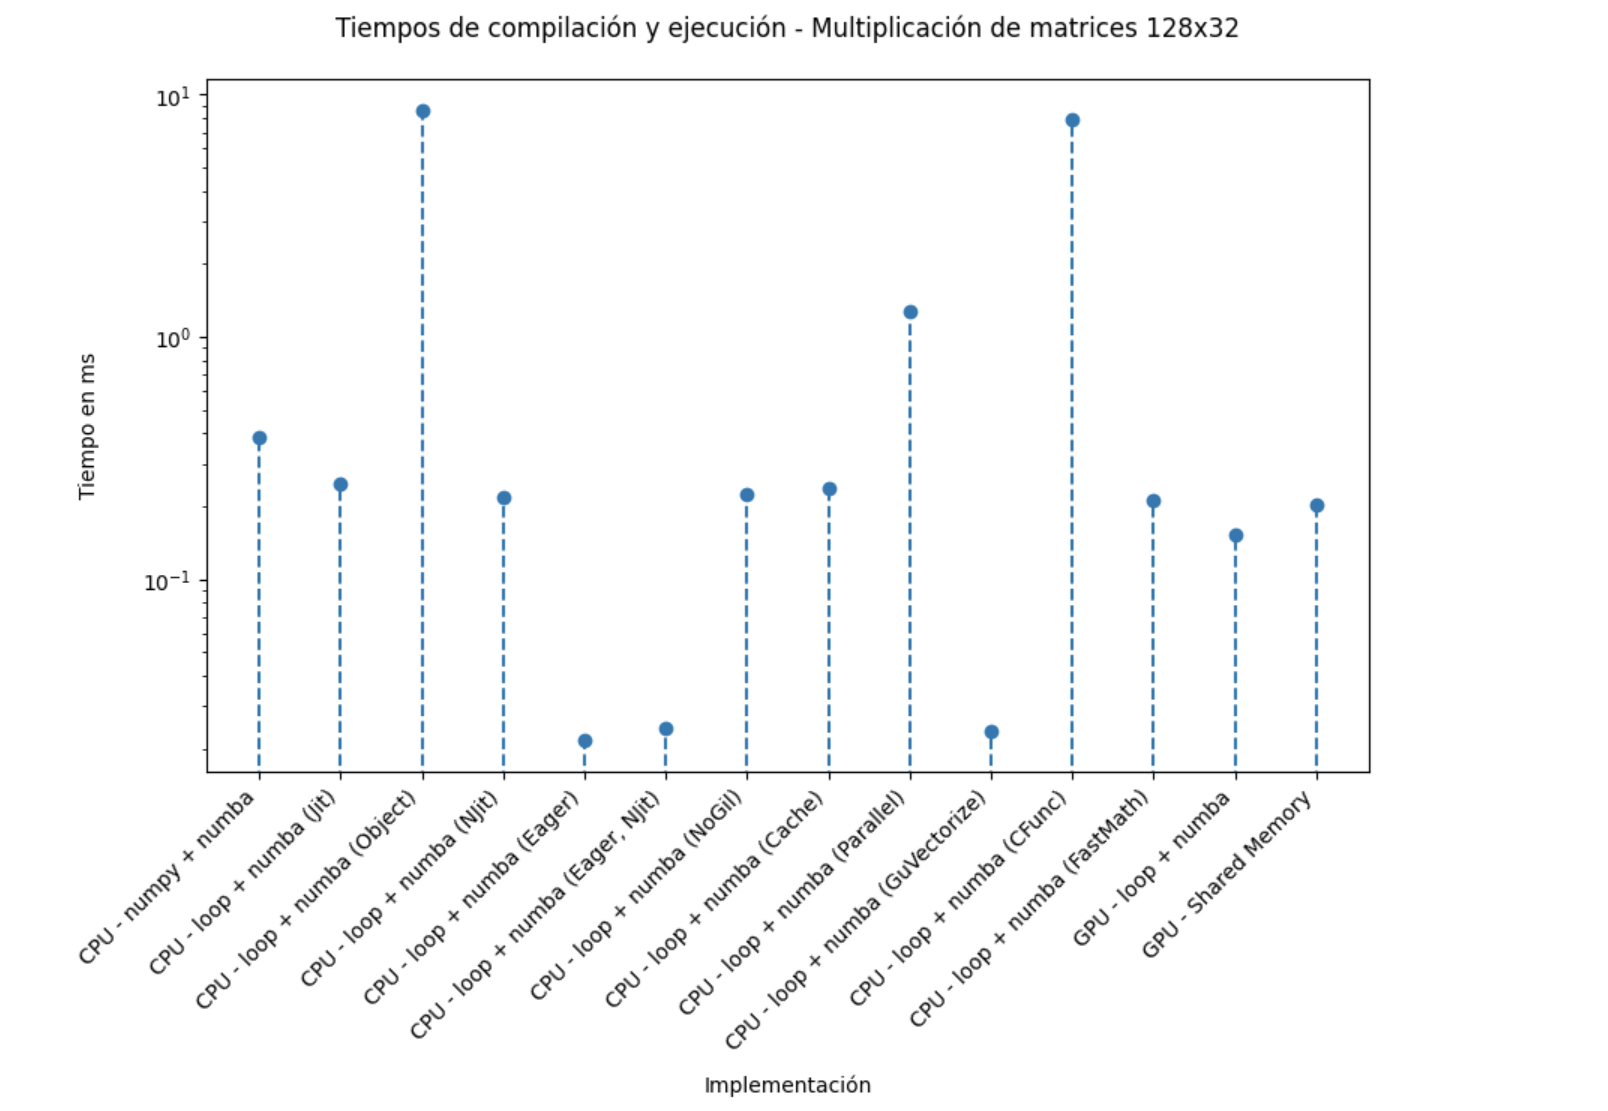 Tiempos de compilación y ejecución - Multiplicación de matrices 128x32
Tiempo en ms
10¹
10⁰
10⁻¹
CPU - numpy + numba
CPU - loop + numba (jit)
CPU - loop + numba (Object)
CPU - loop + numba (Njit)
CPU - loop + numba (Eager)
CPU - loop + numba (Eager, Njit)
CPU - loop + numba (NoGil)
CPU - loop + numba (Cache)
CPU - loop + numba (Parallel)
CPU - loop + numba (GuVectorize)
CPU - loop + numba (CFunc)
CPU - loop + numba (FastMath)
GPU - loop + numba
GPU - Shared Memory
Implementación